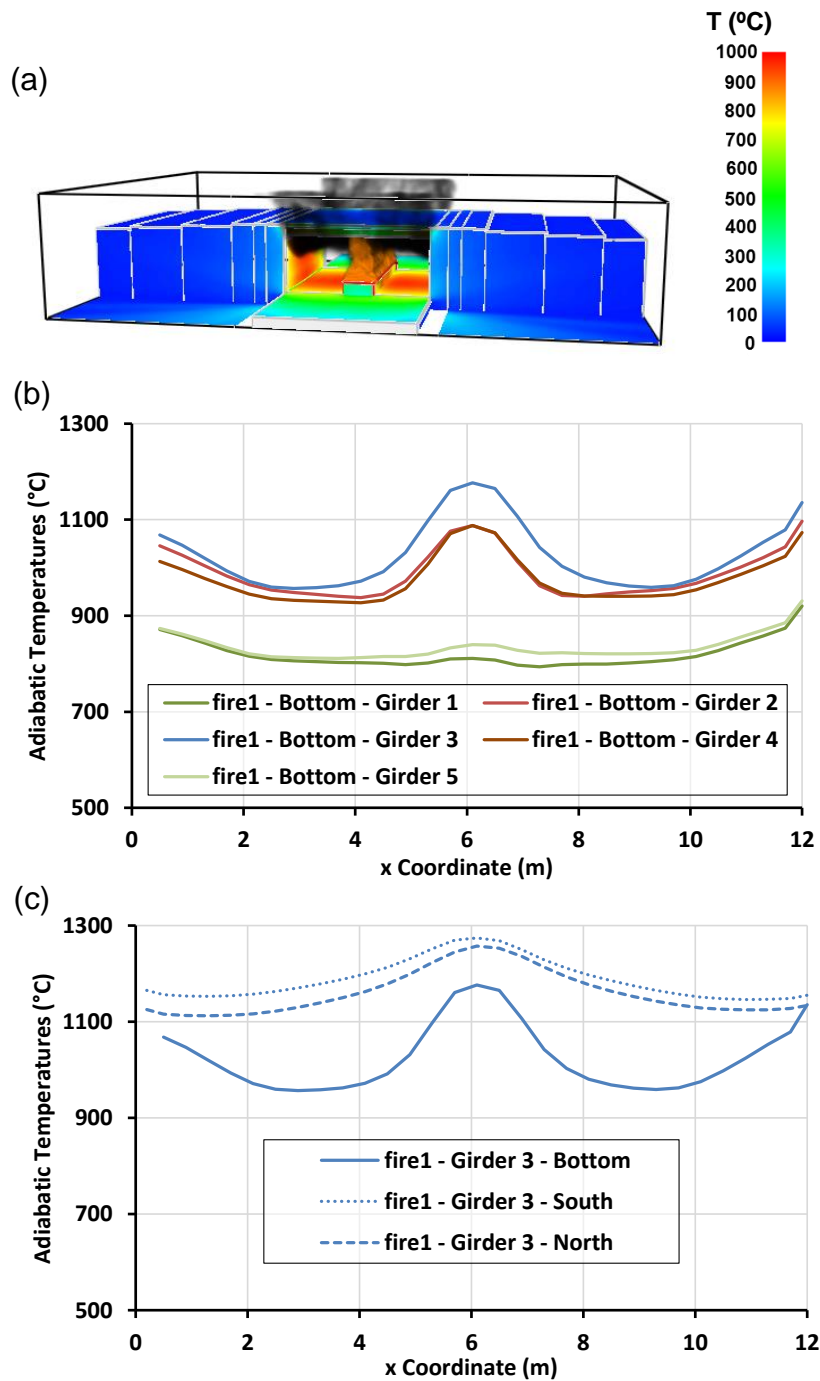 T (ºC)
(a)
1000
900
800
700
600
500
400
300
200
100
0
(b)
1300
1100
900
700
500
Adiabatic Temperatures (°C)
fire1 - Bottom - Girder 1
fire1 - Bottom - Girder 2
fire1 - Bottom - Girder 3
fire1 - Bottom - Girder 4
fire1 - Bottom - Girder 5
0 2 4 6 8 10 12
x Coordinate (m)
(c)
1300
1100
900
700
500
Adiabatic Temperatures (°C)
fire1 - Girder 3 - Bottom
fire1 - Girder 3 - South
fire1 - Girder 3 - North
0 2 4 6 8 10 12
x Coordinate (m)